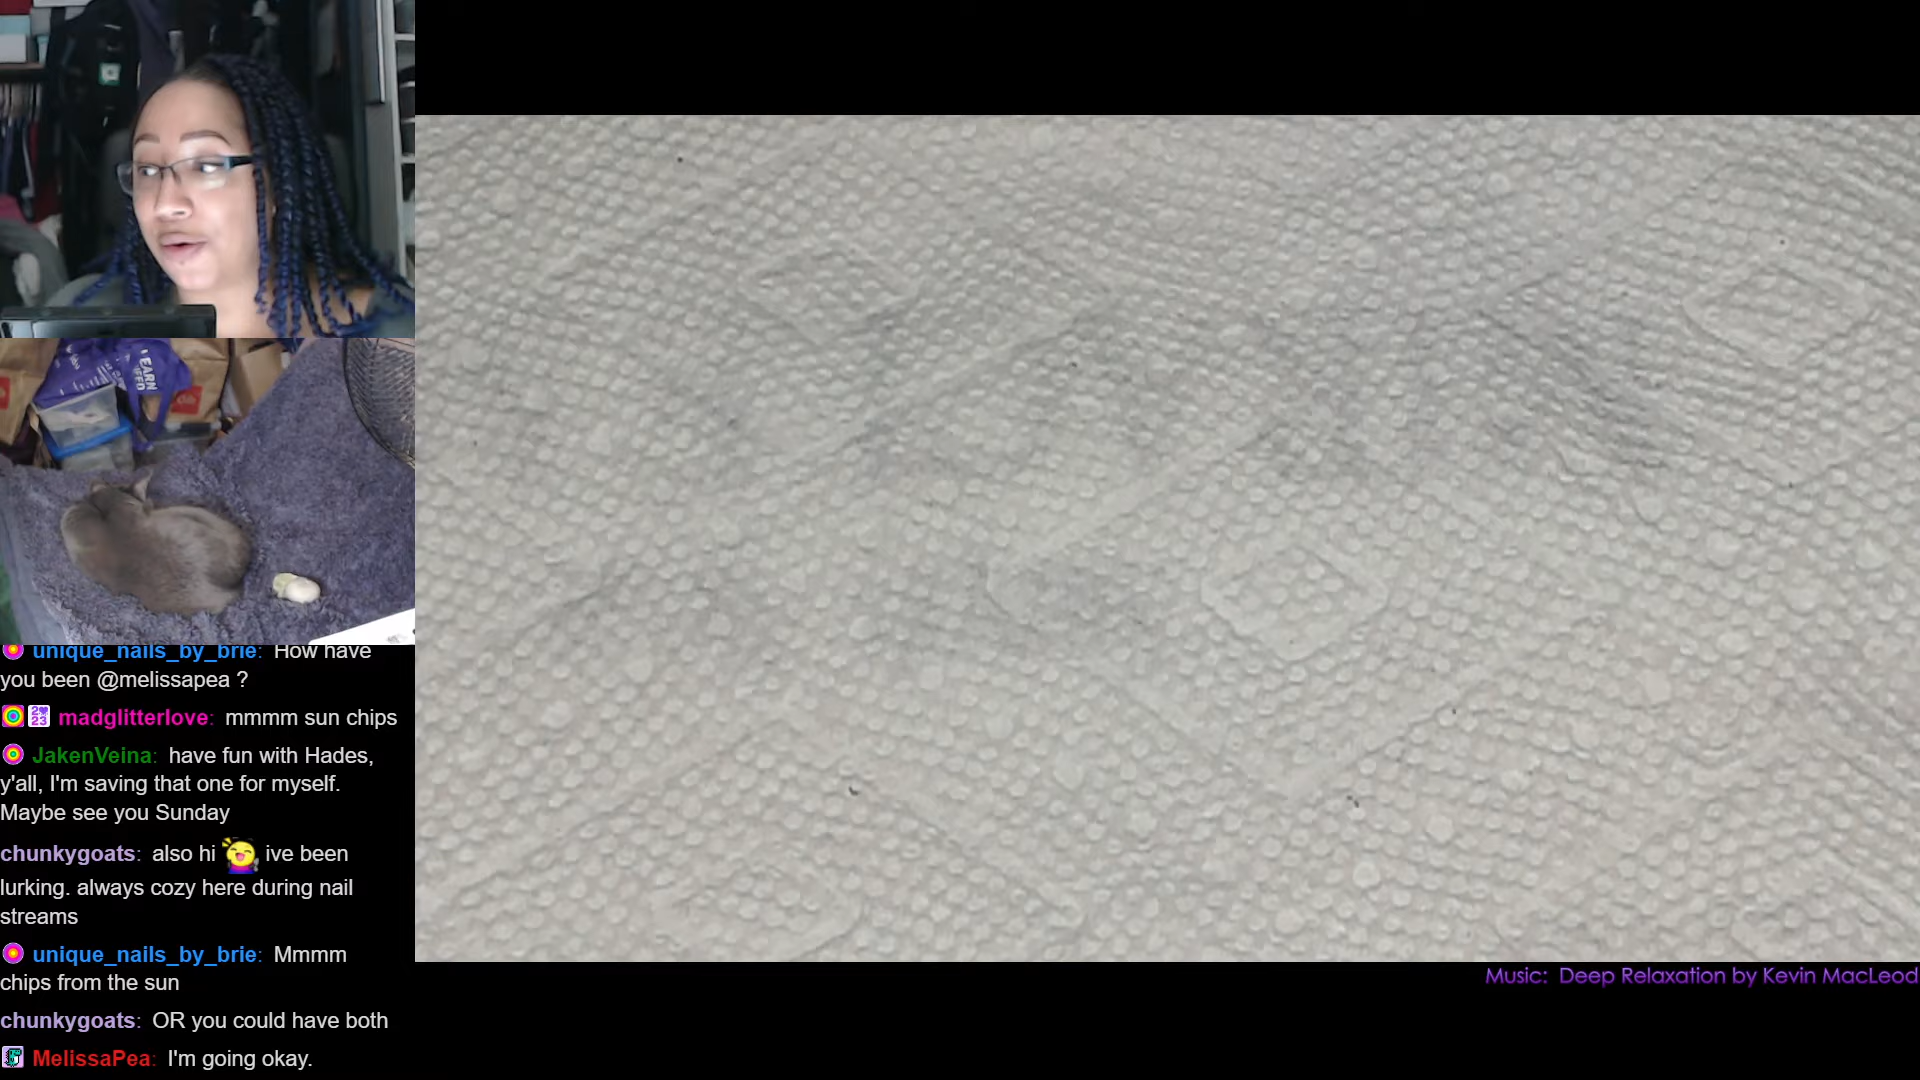 LEARN
unique_nails_by_brie: How have
you been @melissapea ?
madglitterlove: mmmm sun chips
JakenVeina: have fun with Hades,
y'all, I'm saving that one for myself.
Maybe see you Sunday
chunkygoats: also hi ive been
lurking. always cozy here during nail
streams
unique_nails_by_brie: Mmmm
chips from the sun
chunkygoats: OR you could have both
MelissaPea: I'm going okay.
Music: Deep Relaxation by Kevin MacLeod